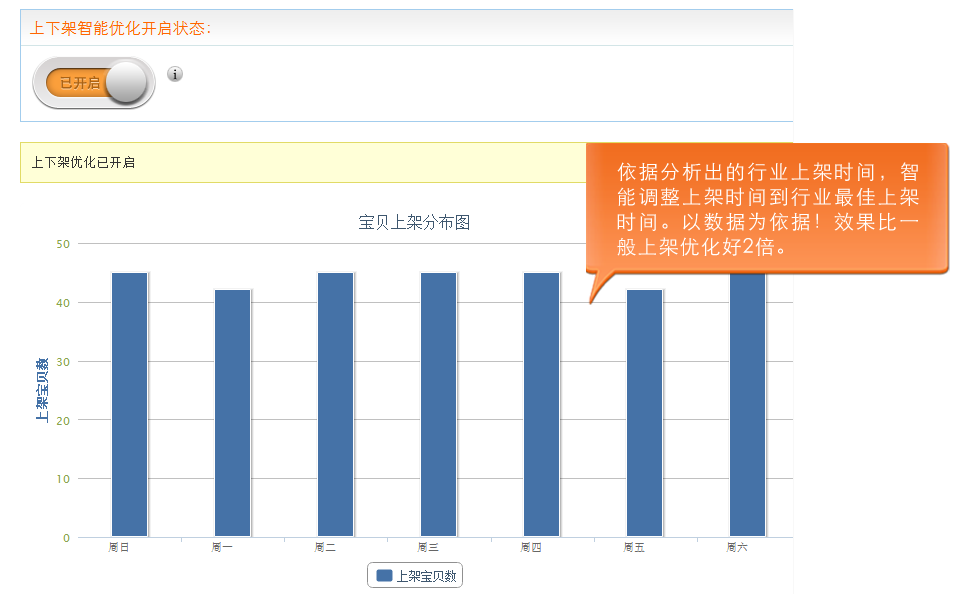 上下架智能优化开启状态:
已开启
i
上下架优化已开启
依据分析出的行业上架时间，智
能调整上架时间到行业最佳上架
时间。以数据为依据！效果比一
般上架优化好2倍。
宝贝上架分布图
50
40
30
20
10
0
上架宝贝数
周日 周一 周二 周三 周四 周五 周六
上架宝贝数